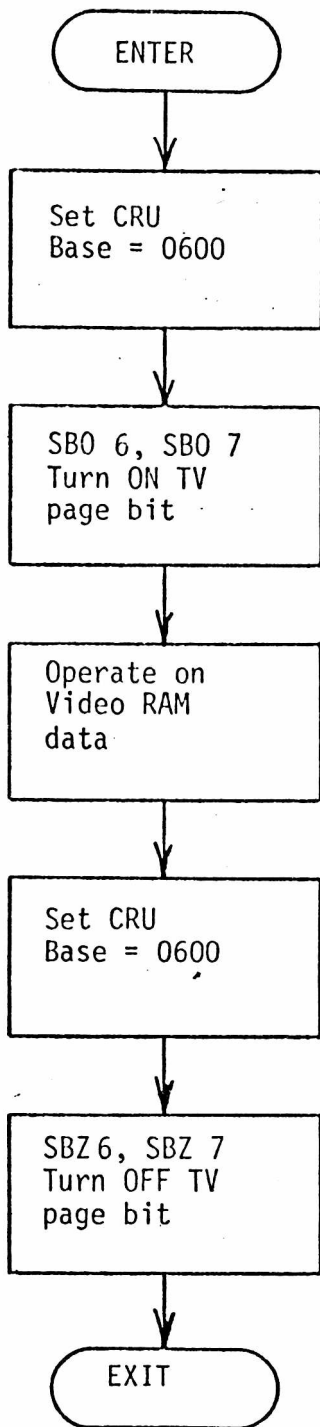 ENTER
Set CRU
Base = 0600
SBO 6, SBO 7
Turn ON TV
page bit
Operate on
Video RAM
data
Set CRU
Base = 0600
SBZ 6, SBZ 7
Turn OFF TV
page bit
EXIT